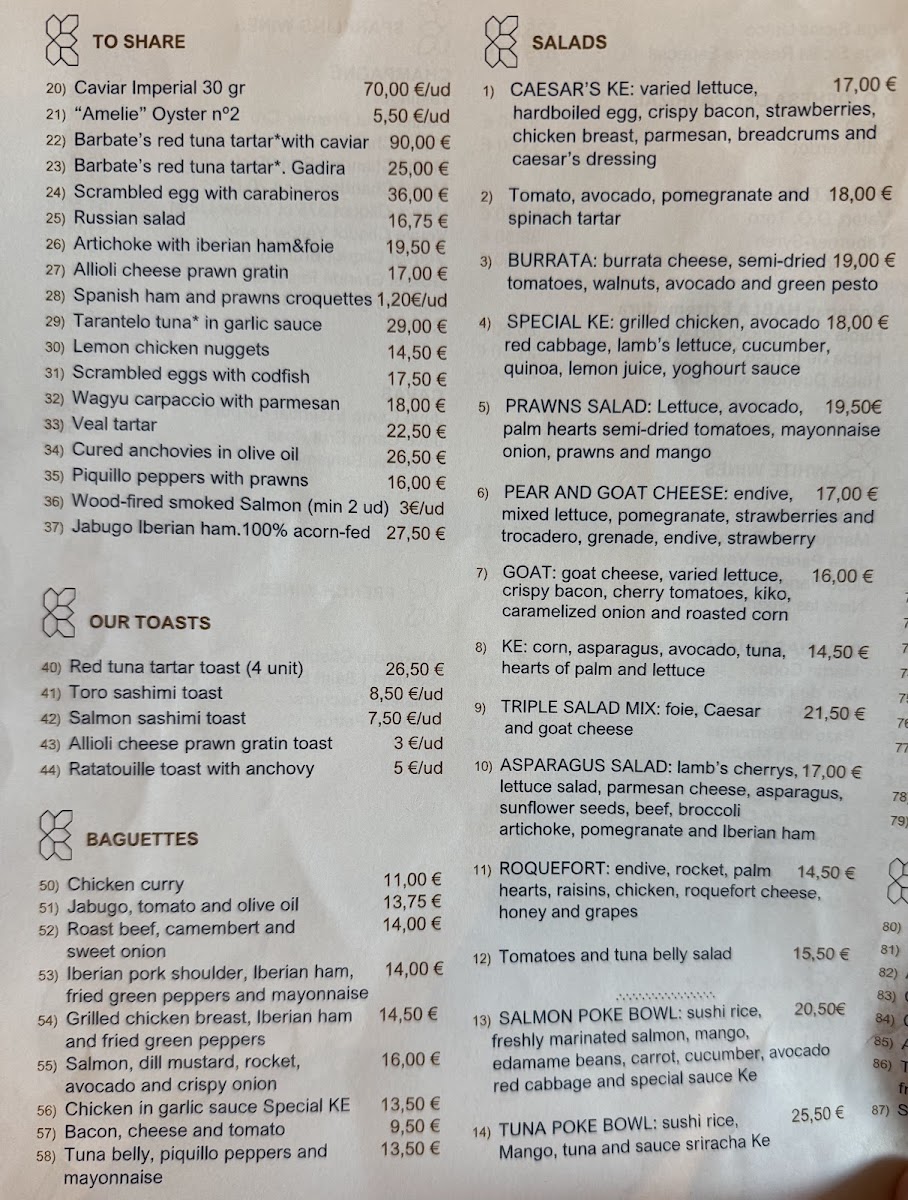 TO SHARE
20) Caviar Imperial 30 gr 70,00 €/ud
21) “Amelie” Oyster nº2 5,50 €/ud
22) Barbate’s red tuna tartar*with caviar 90,00 €
23) Barbate’s red tuna tartar*. Gadira 25,00 €
24) Scrambled egg with carabineros 36,00 €
25) Russian salad 16,75 €
26) Artichoke with iberian ham&foie 19,50 €
27) Allioli cheese prawn gratin 17,00 €
28) Spanish ham and prawns croquettes 1,20€/ud
29) Tarantelo tuna* in garlic sauce 29,00 €
30) Lemon chicken nuggets 14,50 €
31) Scrambled eggs with codfish 17,50 €
32) Wagyu carpaccio with parmesan 18,00 €
33) Veal tartar 22,50 €
34) Cured anchovies in olive oil 26,50 €
35) Piquillo peppers with prawns 16,00 €
36) Wood-fired smoked Salmon (min 2 ud) 3€/ud
37) Jabugo Iberian ham.100% acorn-fed 27,50 €
OUR TOASTS
40) Red tuna tartar toast (4 unit) 26,50 €
41) Toro sashimi toast 8,50 €/ud
42) Salmon sashimi toast 7,50 €/ud
43) Allioli cheese prawn gratin toast 3 €/ud
44) Ratatouille toast with anchovy 5 €/ud
BAGUETTES
50) Chicken curry 11,00 €
51) Jabugo, tomato and olive oil 13,75 €
52) Roast beef, camembert and 14,00 €
sweet onion
53) Iberian pork shoulder, Iberian ham, 14,00 €
fried green peppers and mayonnaise
54) Grilled chicken breast, Iberian ham 14,50 €
and fried green peppers
55) Salmon, dill mustard, rocket, 16,00 €
avocado and crispy onion
56) Chicken in garlic sauce Special KE 13,50 €
57) Bacon, cheese and tomato 9,50 €
58) Tuna belly, piquillo peppers and 13,50 €
mayonnaise
SALADS
1) CAESAR’S KE: varied lettuce, 17,00 €
hardboiled egg, crispy bacon, strawberries,
chicken breast, parmesan, breadcrums and
caesar’s dressing
2) Tomato, avocado, pomegranate and 18,00 €
spinach tartar
3) BURRATA: burrata cheese, semi-dried 19,00 €
tomatoes, walnuts, avocado and green pesto
4) SPECIAL KE: grilled chicken, avocado 18,00 €
red cabbage, lamb’s lettuce, cucumber,
quinoa, lemon juice, yoghourt sauce
5) PRAWNS SALAD: Lettuce, avocado, 19,50€
palm hearts semi-dried tomatoes, mayonnaise
onion, prawns and mango
6) PEAR AND GOAT CHEESE: endive, 17,00 €
mixed lettuce, pomegranate, strawberries and
trocadero, grenade, endive, strawberry
7) GOAT: goat cheese, varied lettuce, 16,00 €
crispy bacon, cherry tomatoes, kiko,
caramelized onion and roasted corn
8) KE: corn, asparagus, avocado, tuna, 14,50 €
hearts of palm and lettuce
9) TRIPLE SALAD MIX: foie, Caesar 21,50 €
and goat cheese
10) ASPARAGUS SALAD: lamb’s cherrys, 17,00 €
lettuce salad, parmesan cheese, asparagus,
sunflower seeds, beef, broccoli
artichoke, pomegranate and Iberian ham
11) ROQUEFORT: endive, rocket, palm 14,50 €
hearts, raisins, chicken, roquefort cheese,
honey and grapes
12) Tomatoes and tuna belly salad 15,50 €
13) SALMON POKE BOWL: sushi rice, 20,50€
freshly marinated salmon, mango,
edamame beans, carrot, cucumber, avocado
red cabbage and special sauce Ke
14) TUNA POKE BOWL: sushi rice, 25,50 €
Mango, tuna and sauce sriracha Ke
77
78
79)
80)
81)
82)
83)
84)
85)
86)
87)